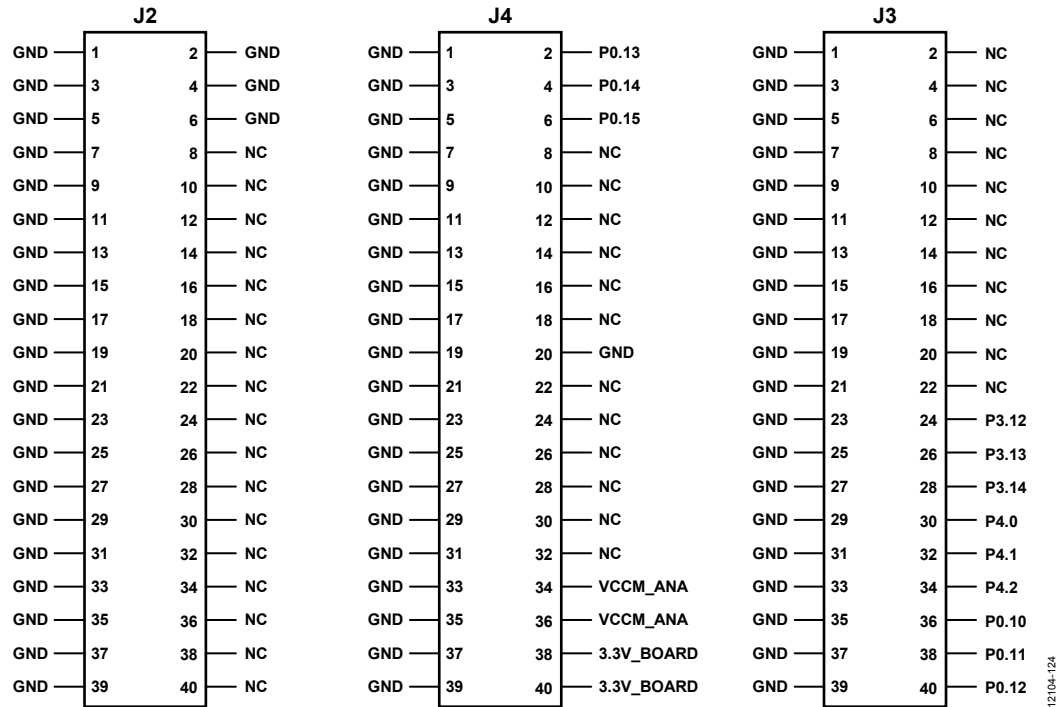 J2 J4 J3
GND 1 2 GND GND 1 2 P0.13 GND 1 2 NC
GND 3 4 GND GND 3 4 P0.14 GND 3 4 NC
GND 5 6 GND GND 5 6 P0.15 GND 5 6 NC
GND 7 8 NC GND 7 8 NC GND 7 8 NC
GND 9 10 NC GND 9 10 NC GND 9 10 NC
GND 11 12 NC GND 11 12 NC GND 11 12 NC
GND 13 14 NC GND 13 14 NC GND 13 14 NC
GND 15 16 NC GND 15 16 NC GND 15 16 NC
GND 17 18 NC GND 17 18 NC GND 17 18 NC
GND 19 20 NC GND 19 20 GND GND 19 20 NC
GND 21 22 NC GND 21 22 NC GND 21 22 NC
GND 23 24 NC GND 23 24 NC GND 23 24 P3.12
GND 25 26 NC GND 25 26 NC GND 25 26 P3.13
GND 27 28 NC GND 27 28 NC GND 27 28 P3.14
GND 29 30 NC GND 29 30 NC GND 29 30 P4.0
GND 31 32 NC GND 31 32 NC GND 31 32 P4.1
GND 33 34 NC GND 33 34 VCCM_ANA GND 33 34 P4.2
GND 35 36 NC GND 35 36 VCCM_ANA GND 35 36 P0.10
GND 37 38 NC GND 37 38 3.3V_BOARD GND 37 38 P0.11
GND 39 40 NC GND 39 40 3.3V_BOARD GND 39 40 P0.12
12104-124